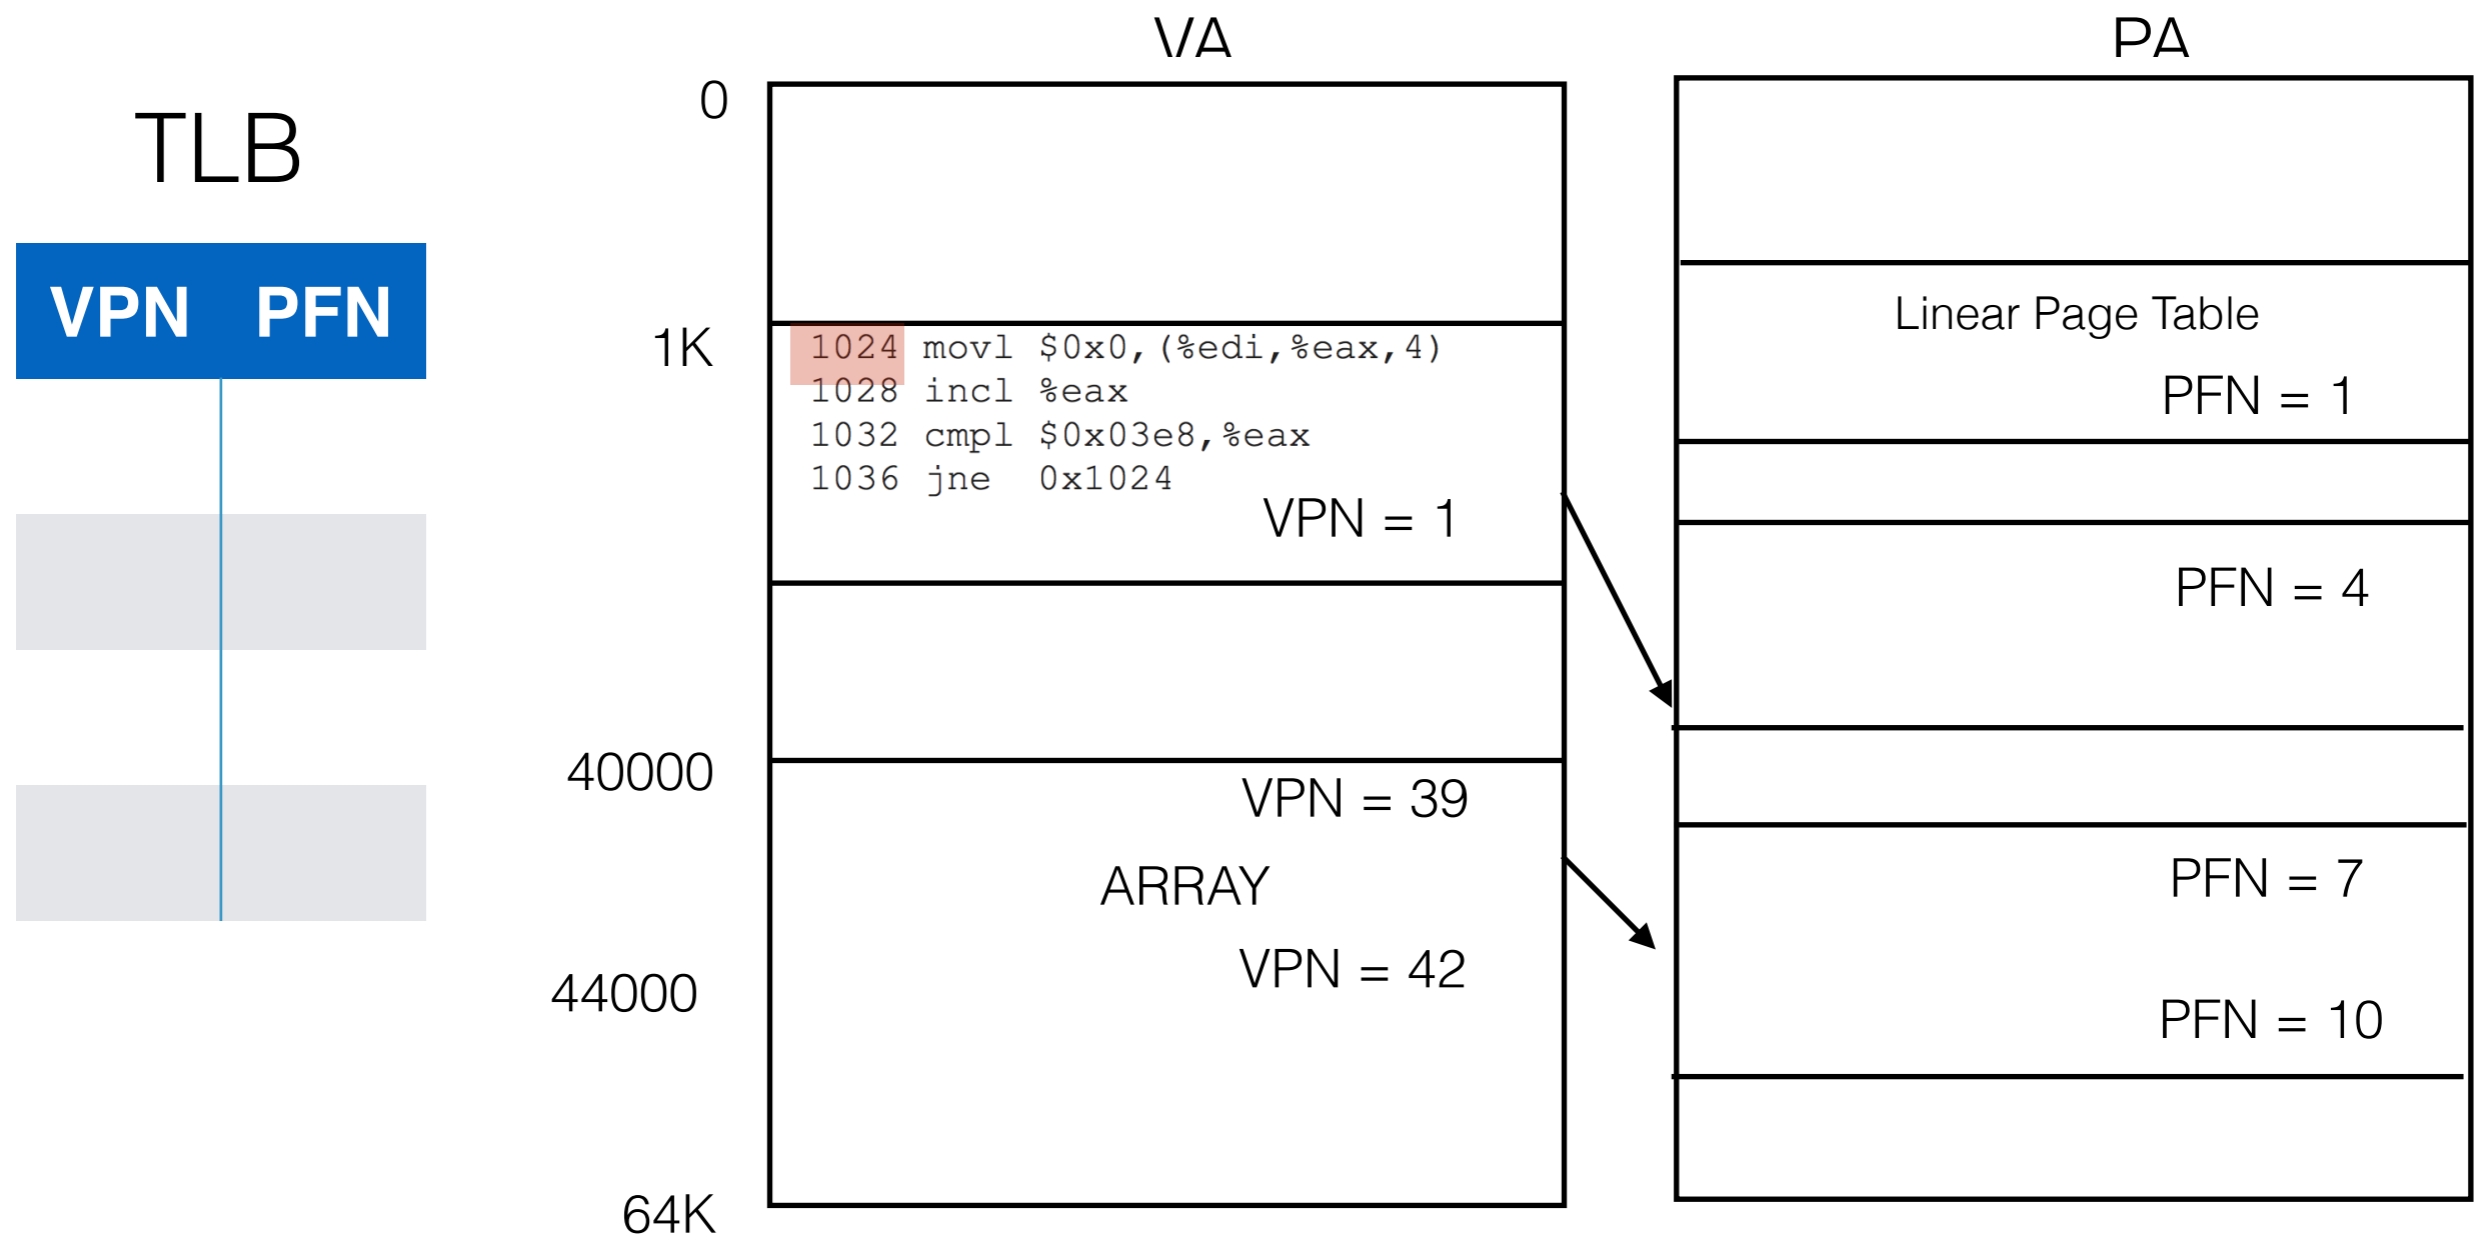 TLB
VPN PFN
VA
0
1K
1024 movl $0x0,(%edi,%eax,4)
1028 incl %eax
1032 cmpl $0x03e8,%eax
1036 jne 0x1024
VPN = 1
40000
VPN = 39
ARRAY
VPN = 42
44000
64K
PA
Linear Page Table
PFN = 1
PFN = 4
PFN = 7
PFN = 10